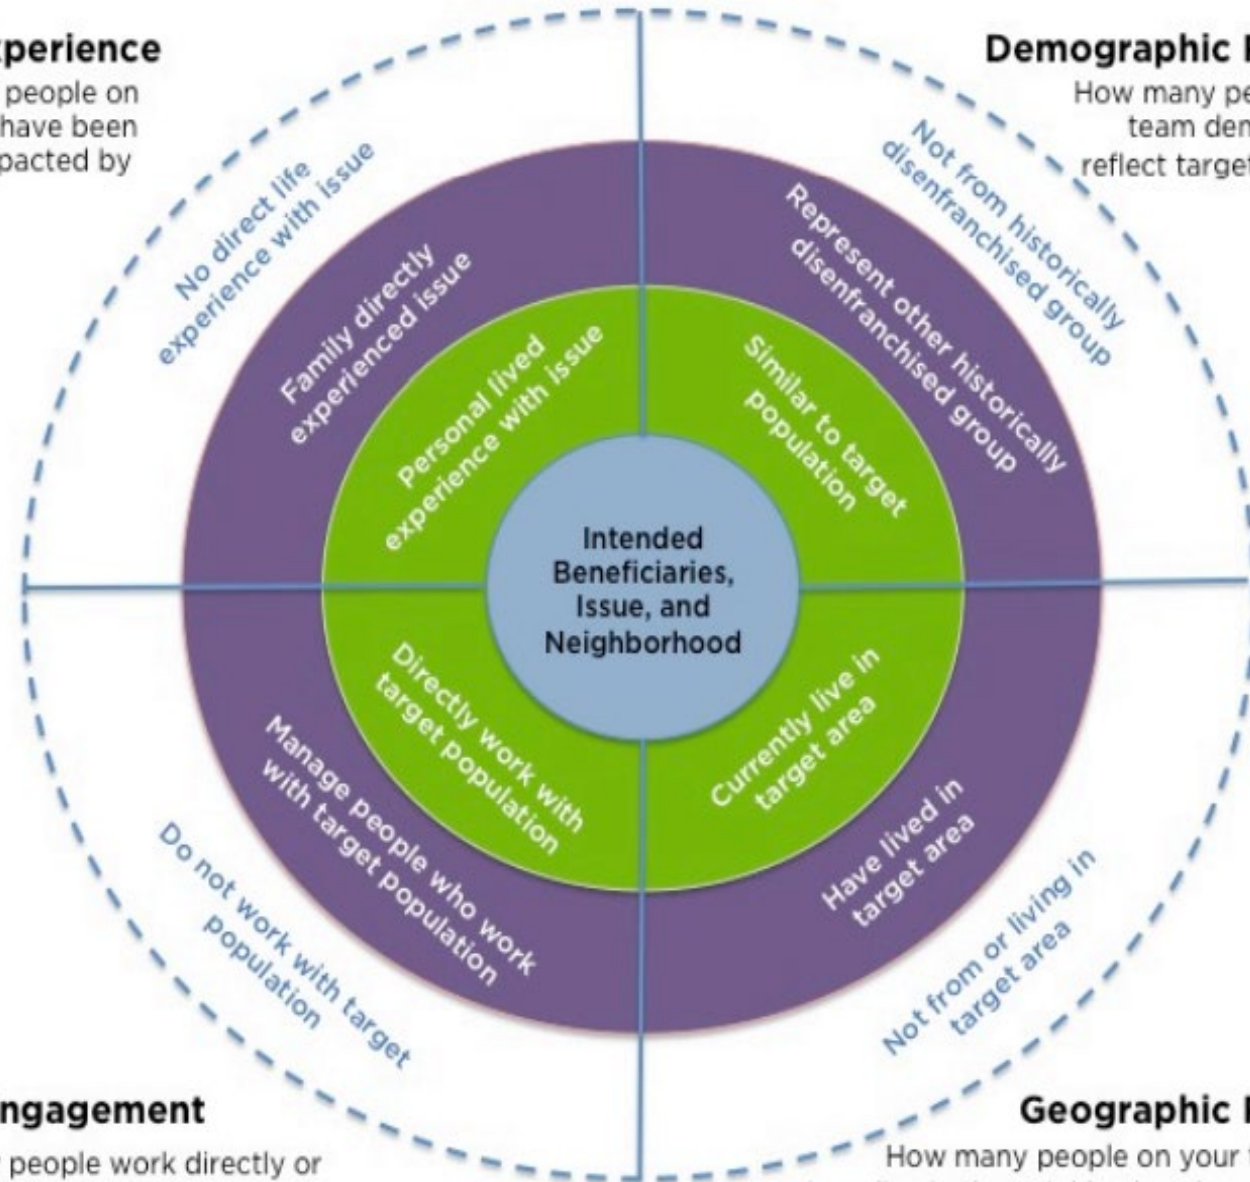 xperience
people on
have been
pacted by
Demographic
How many pe
team den
reflect target
No direct life
experience with issue
Family directly
experienced issue
Personal lived
experience with issue
Not from historically
disenfranchised group
Represent other historically
disenfranchised group
Similar to target
population
Intended
Beneficiaries,
Issue, and
Neighborhood
Directly work with
target population
Manage people who work
with target population
Do not work with target
population
Currently live in
target area
Have lived in
target area
Not from or living in
target area
ngagement
people work directly or
Geographic
How many people on your